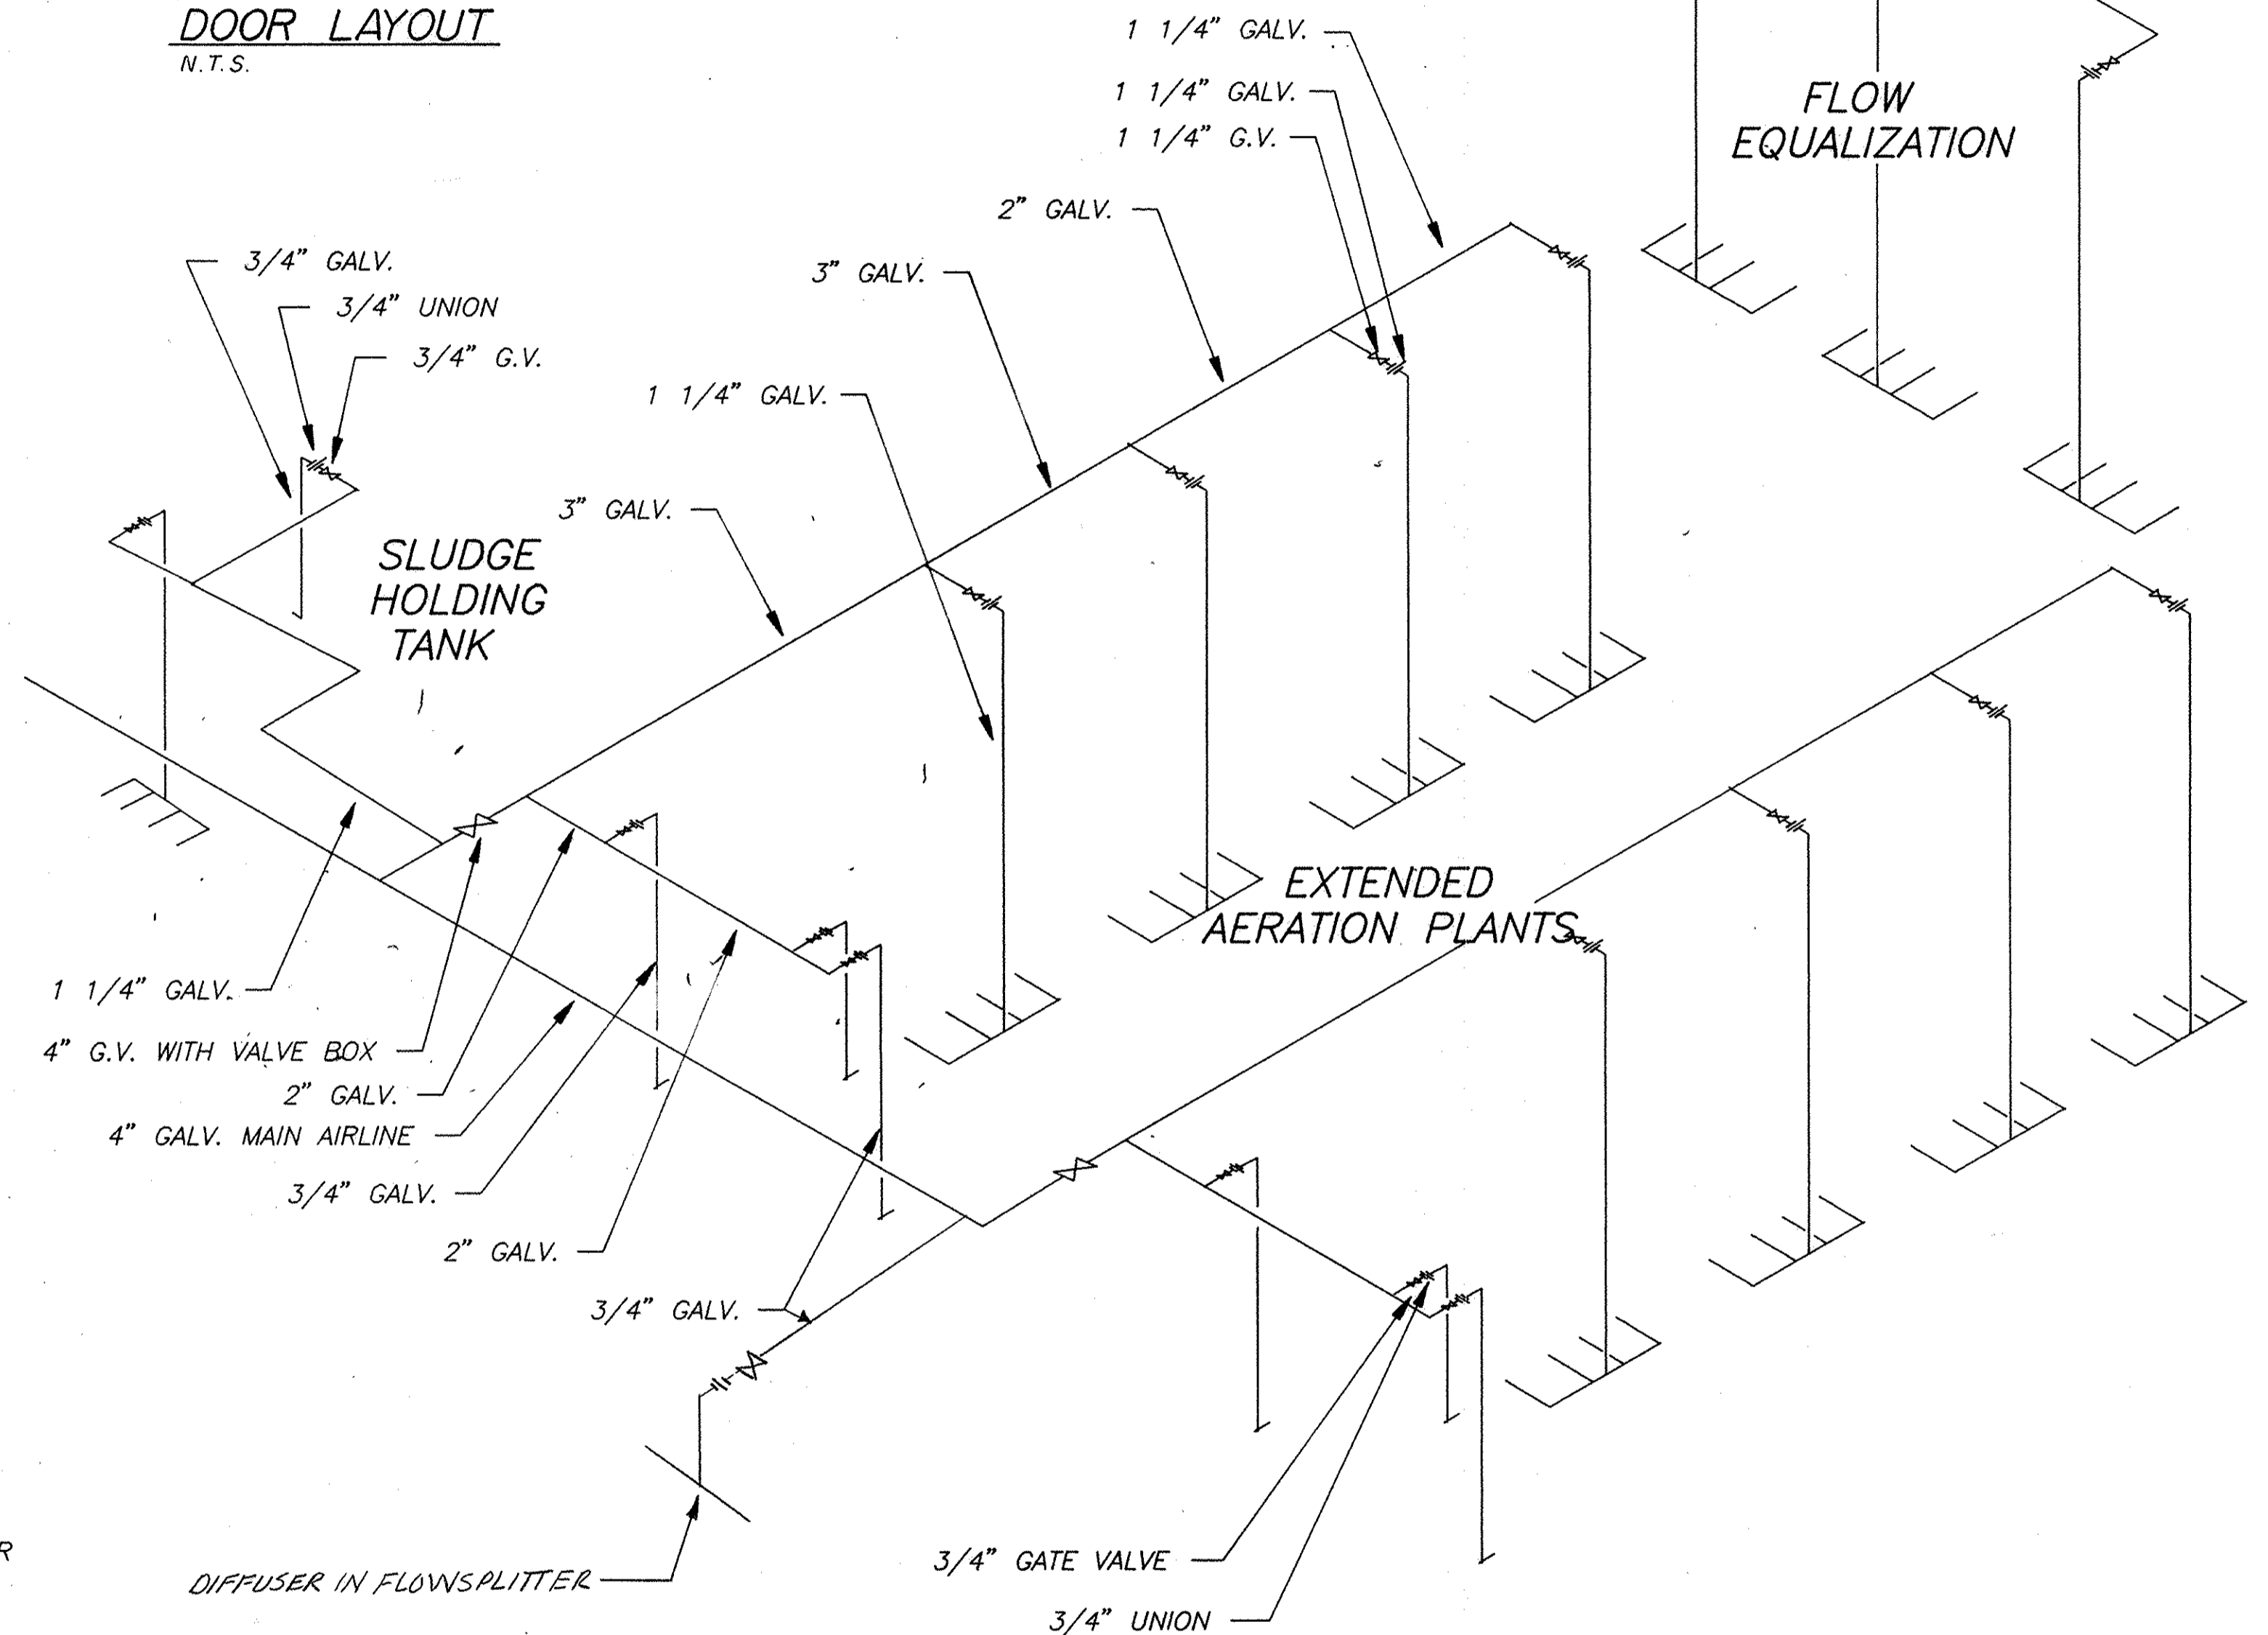 DOOR LAYOUT
N.T.S.
1 1/4" GALV.
1 1/4" GALV.
1 1/4" G.V.
2" GALV.
3" GALV.
1 1/4" GALV.
3" GALV.
FLOW
EQUALIZATION
3/4" GALV.
3/4" UNION
3/4" G.V.
SLUDGE
HOLDING
TANK
EXTENDED
AERATION PLANTS
1 1/4" GALV.
4" G.V. WITH VALVE BOX
2" GALV.
4" GALV. MAIN AIRLINE
3/4" GALV.
2" GALV.
3/4" GALV.
DIFFUSER IN FLOWSPLITTER
3/4" GATE VALVE
3/4" UNION
R